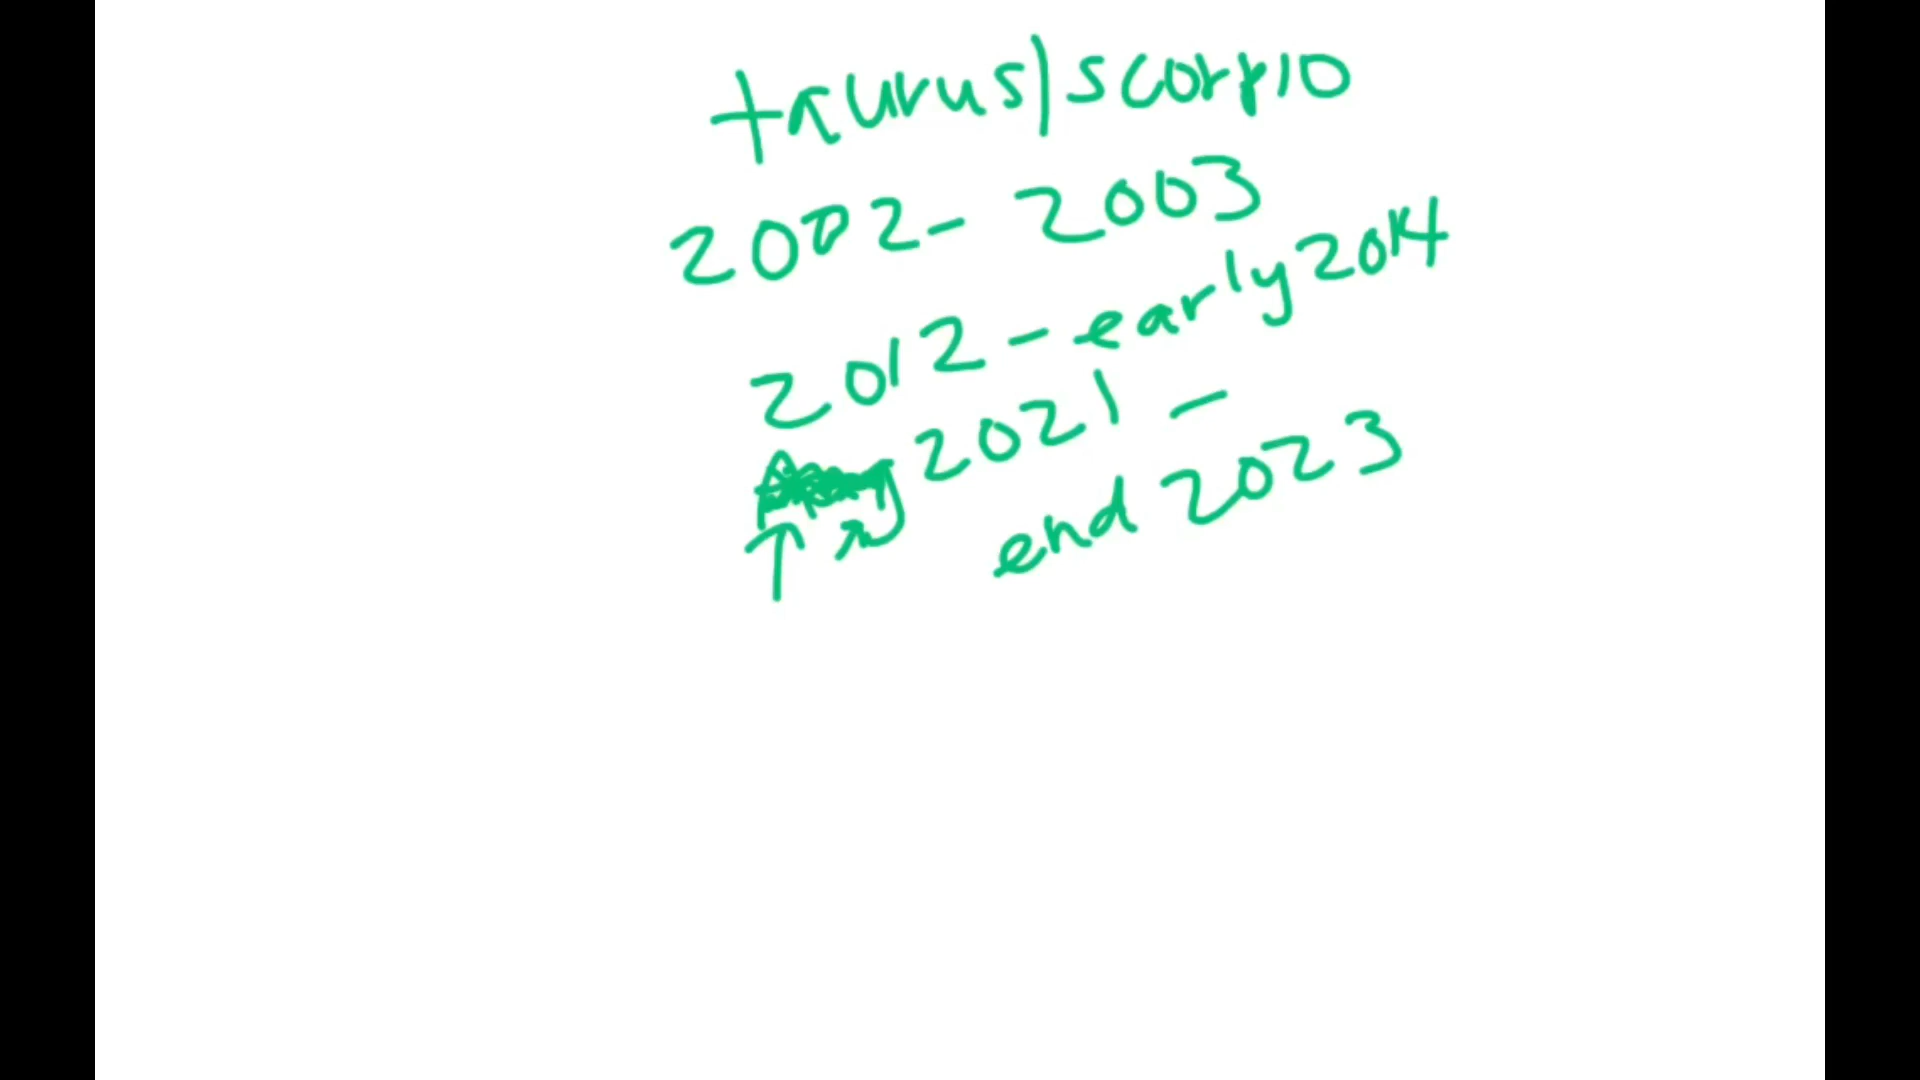 taurus/scorpio
2002 - 2003
2012 - early 2014
2021 -
end 2023